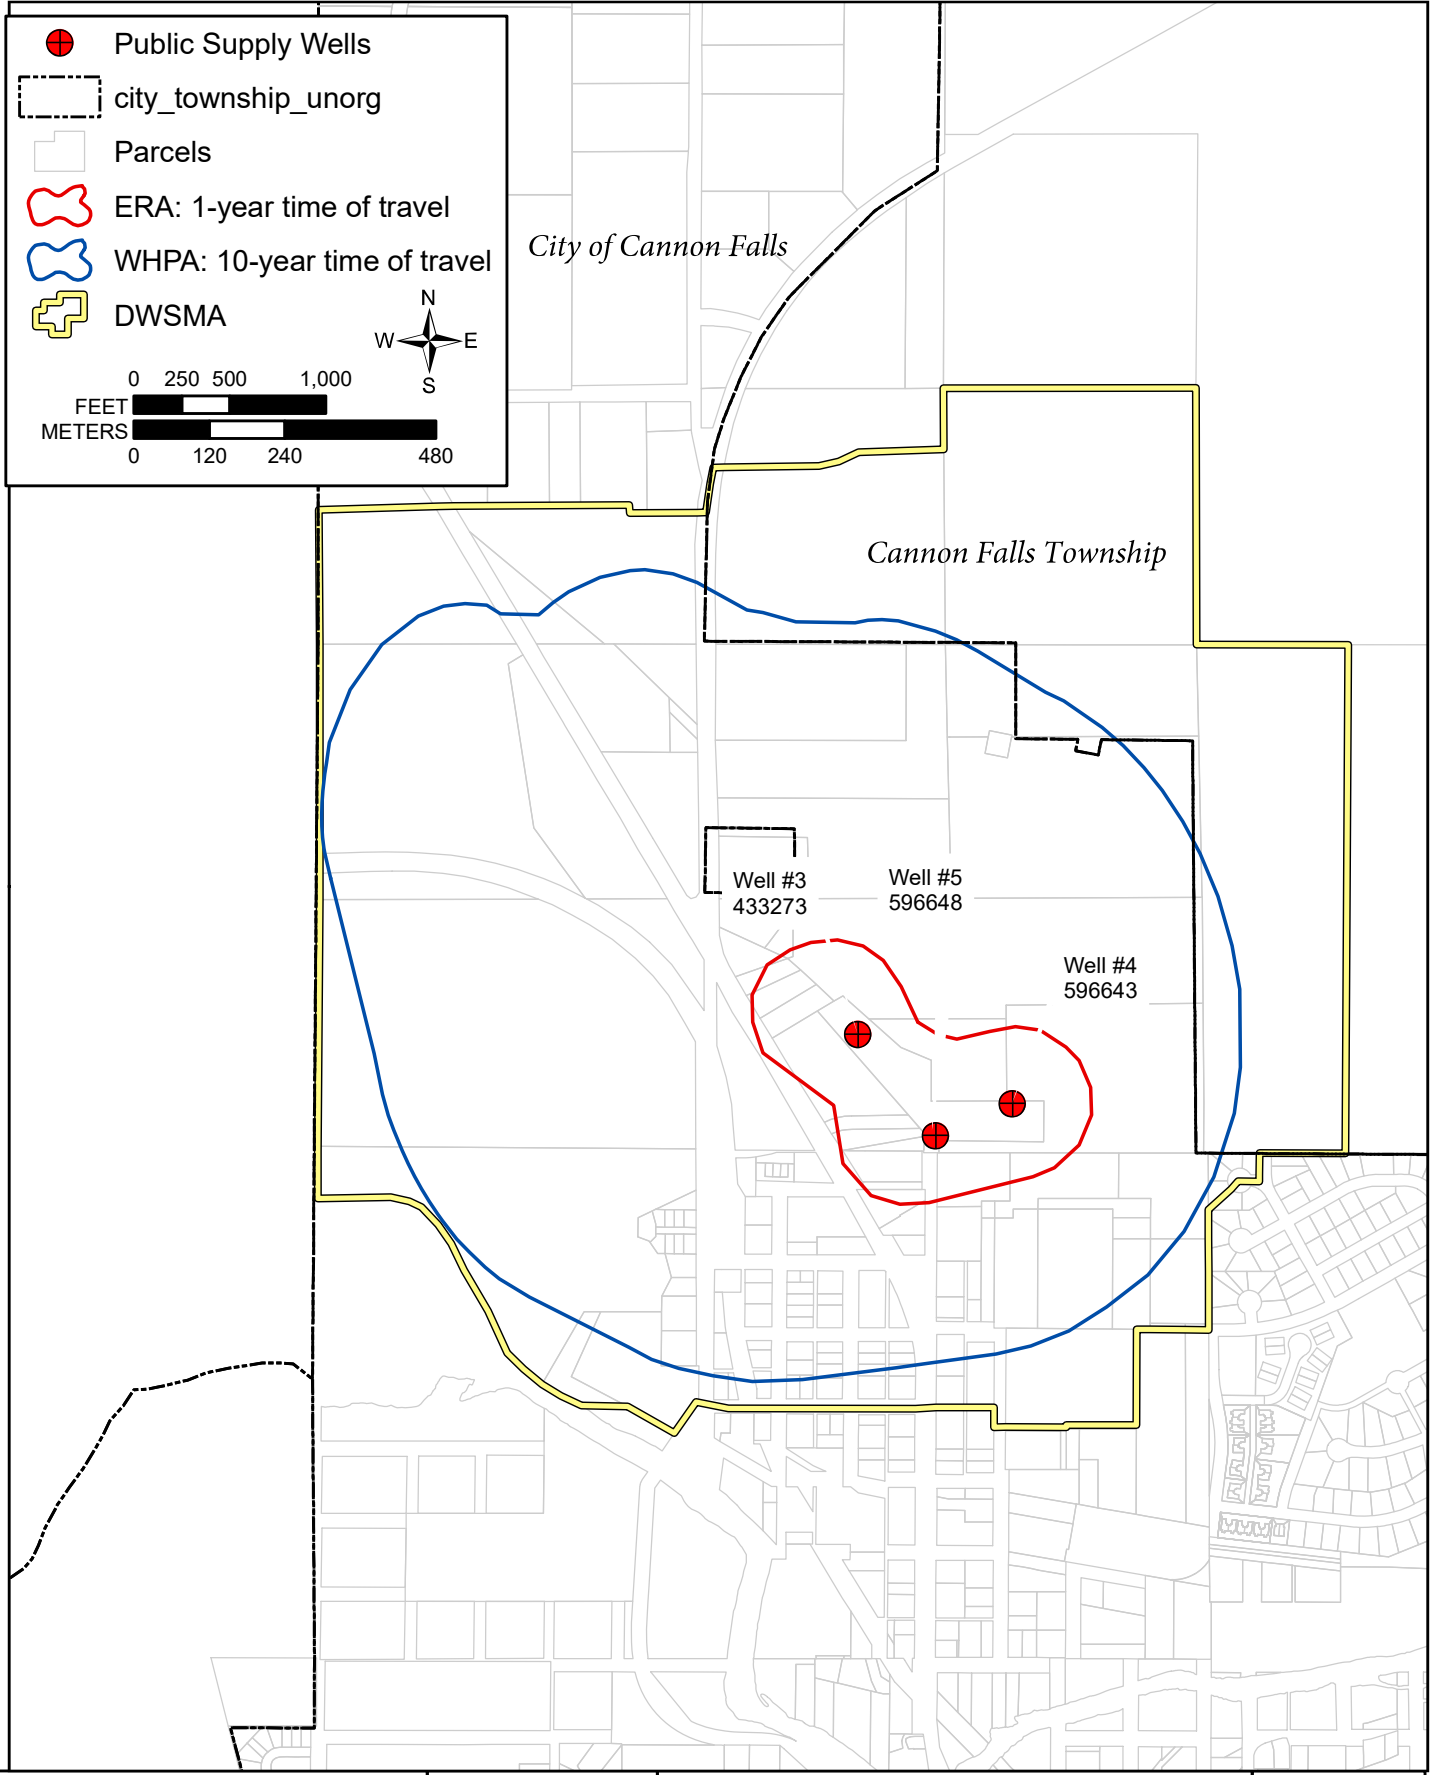 Public Supply Wells
city_township_unorg
Parcels
ERA: 1-year time of travel
WHPA: 10-year time of travel
DWSMA
N
W E
S
0 250 500 1,000
FEET
METERS
0 120 240 480
City of Cannon Falls
Cannon Falls Township
Well #3
433273
Well #5
596648
Well #4
596643